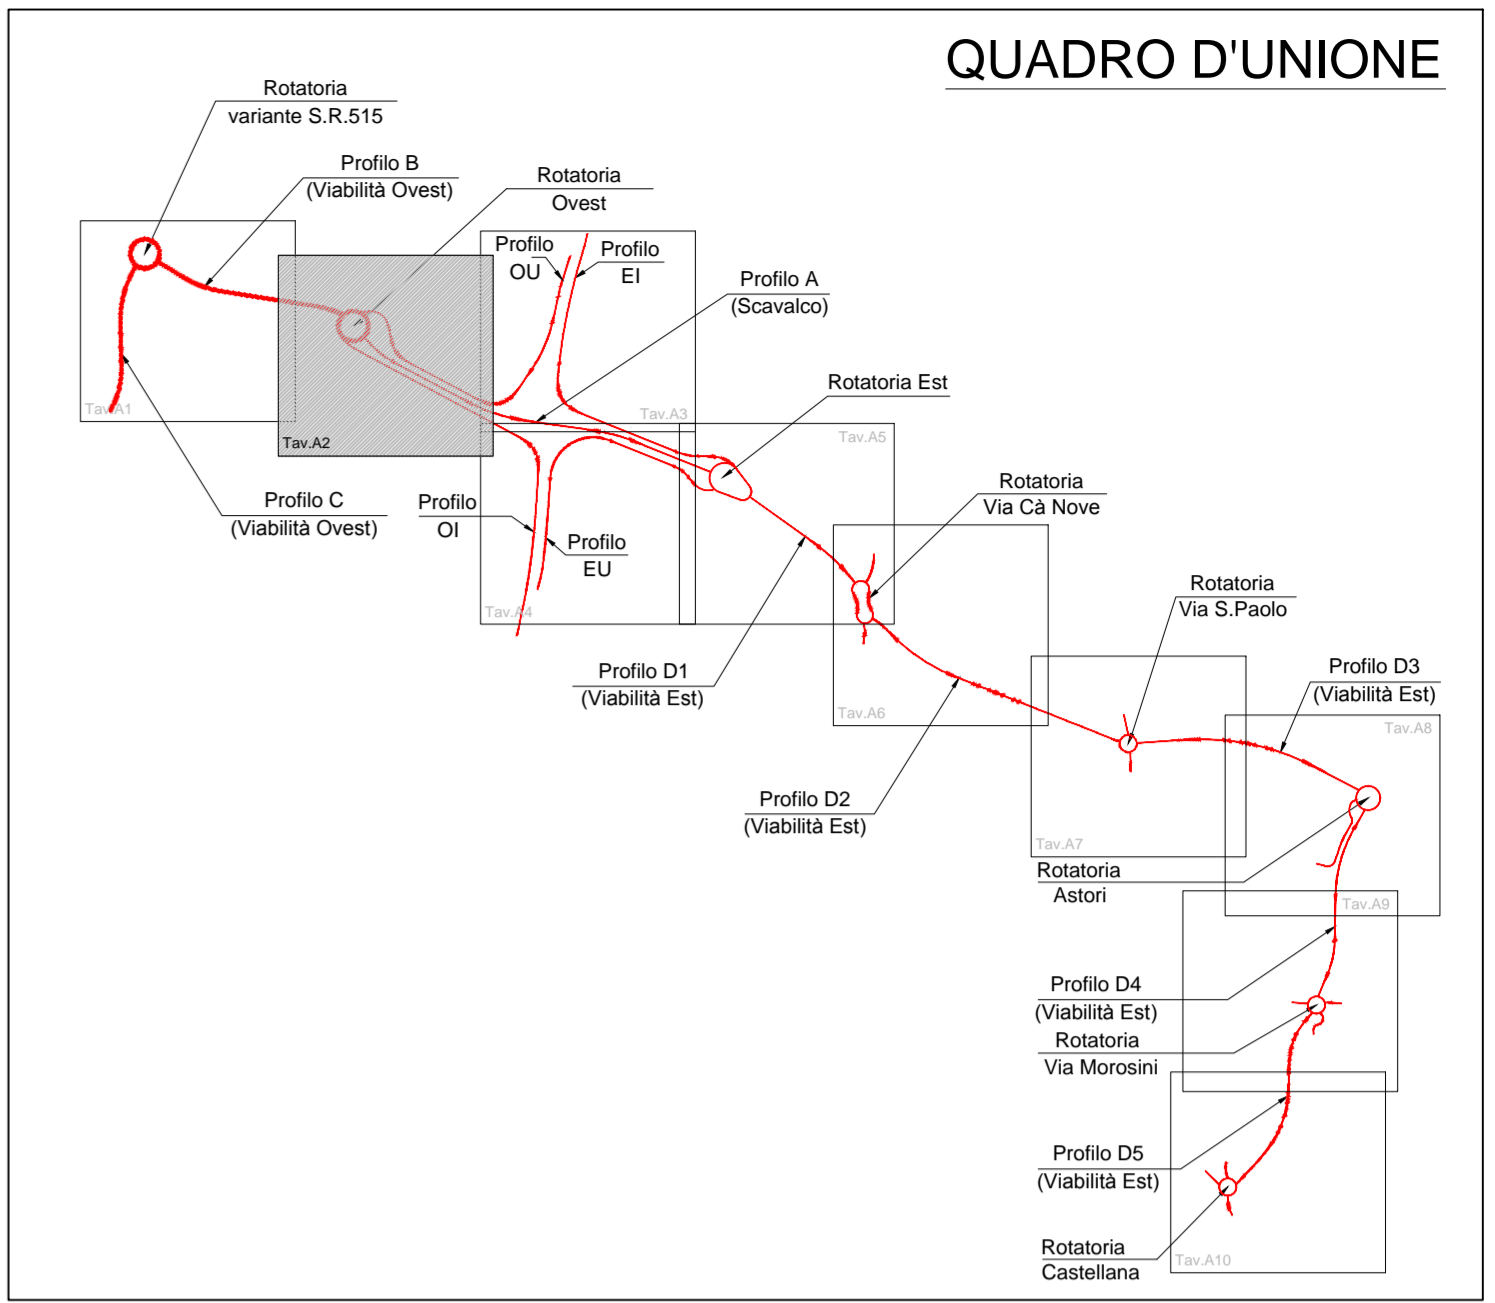 QUADRO D'UNIONE
Rotatoria
variante S.R.515
Profilo B
(Viabilità Ovest)
Rotatoria
Ovest
Profilo
OU
Profilo
EI
Profilo A
(Scavalco)
Rotatoria Est
Tav.A1
Tav.A2
Tav.A3
Tav.A5
Profilo C
(Viabilità Ovest)
Profilo
OI
Profilo
EU
Rotatoria
Via Cà Nove
Tav.A4
Rotatoria
Via S.Paolo
Profilo D1
(Viabilità Est)
Tav.A6
Profilo D3
(Viabilità Est)
Tav.A8
Profilo D2
(Viabilità Est)
Tav.A7
Rotatoria
Astori
Tav.A9
Profilo D4
(Viabilità Est)
Rotatoria
Via Morosini
Profilo D5
(Viabilità Est)
Rotatoria
Castellana
Tav.A10